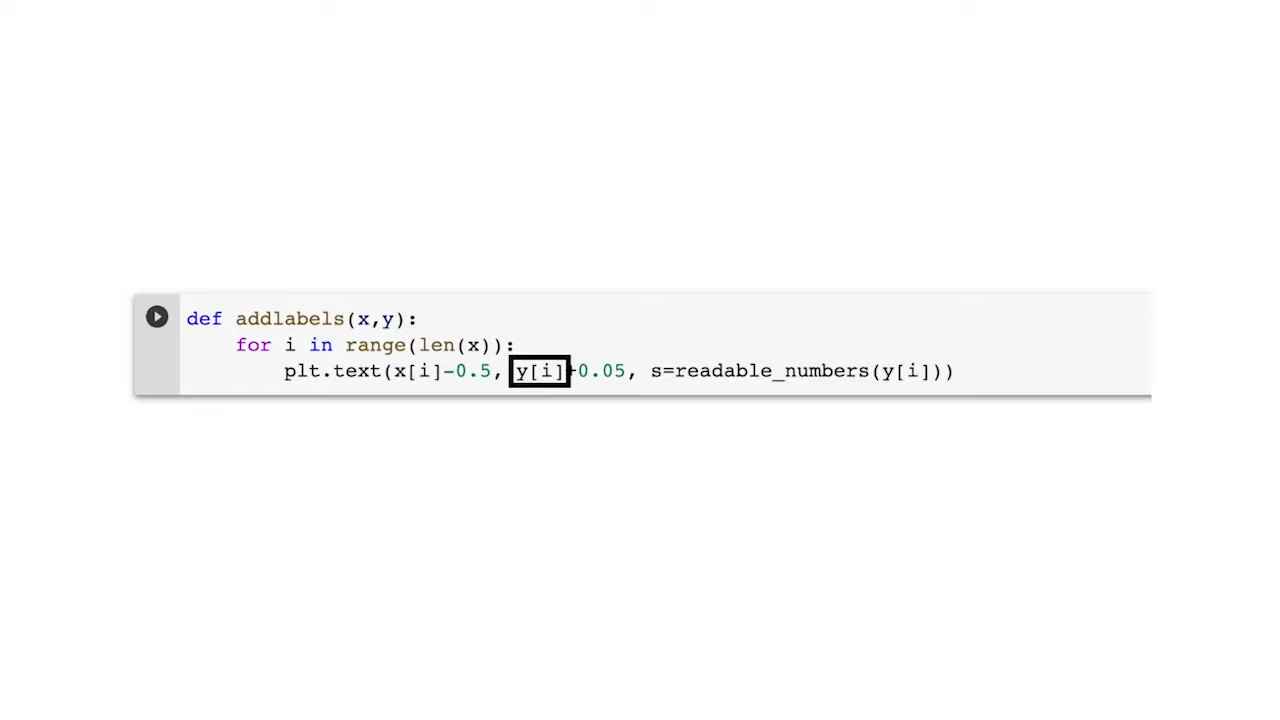 def addlabels(x,y):
    for i in range(len(x)):
        plt.text(x[i]-0.5, y[i]+0.05, s=readable_numbers(y[i]))